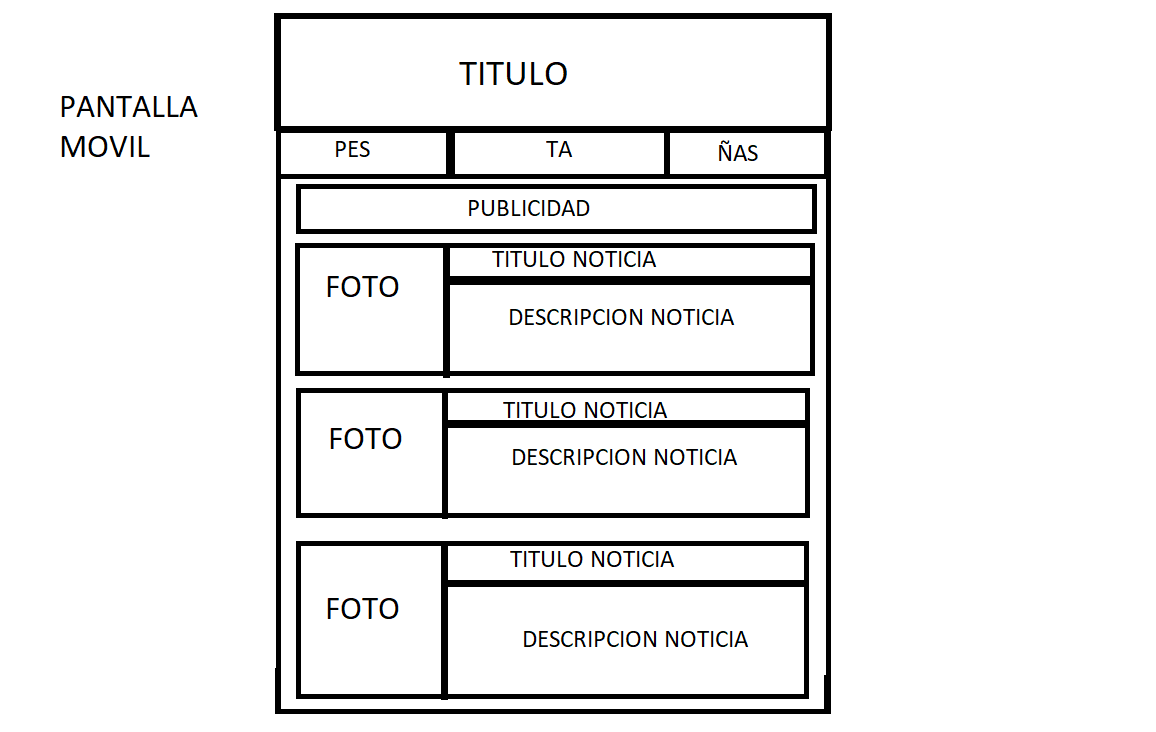 PANTALLA
MOVIL
TITULO
PES
TA
ÑAS
PUBLICIDAD
FOTO
TITULO NOTICIA
DESCRIPCION NOTICIA
FOTO
TITULO NOTICIA
DESCRIPCION NOTICIA
FOTO
TITULO NOTICIA
DESCRIPCION NOTICIA